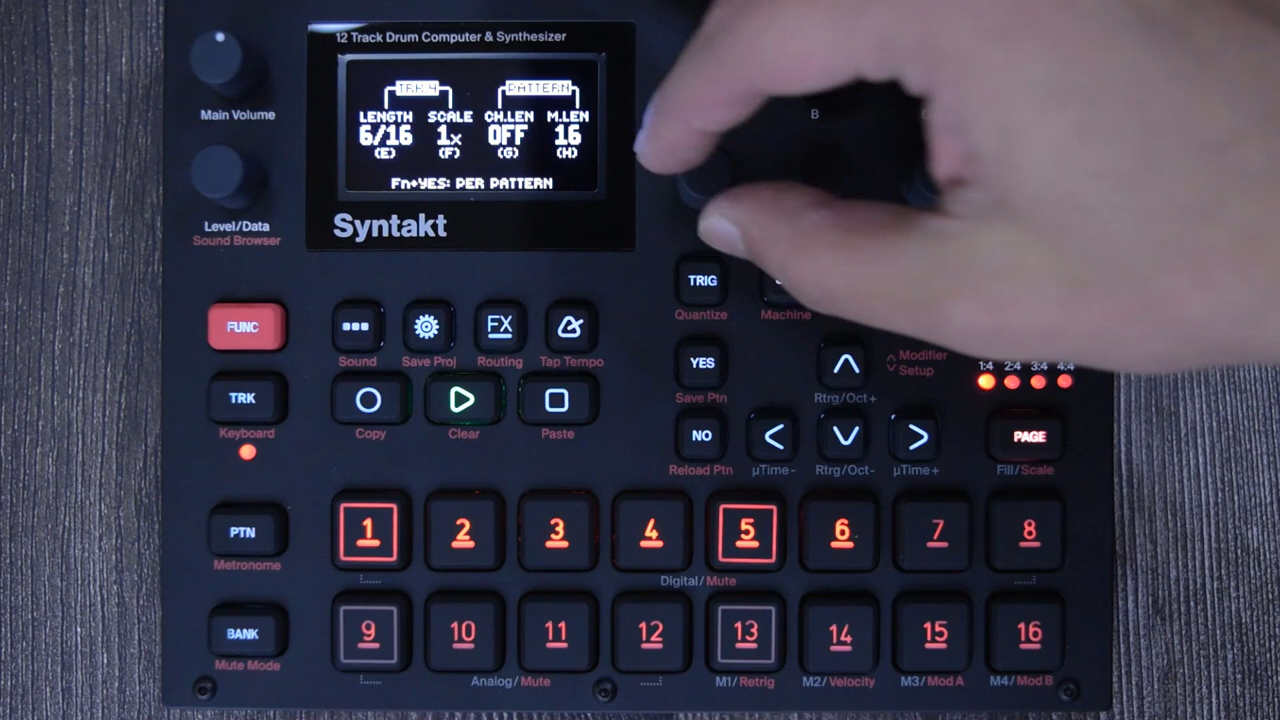 12 Track Drum Computer & Synthesizer
Main Volume
TRK.4 PATTERN
LENGTH SCALE CH.LEN M.LEN
6/16 1x OFF 16
(E) (F) (G) (H)
Fn+YES: PER PATTERN
B
Level/Data
Sound Browser
Syntakt
TRIG
Quantize Machine
FUNC FX
Sound Save Proj Routing Tap Tempo
YES
Save Ptn
Rtrg/Oct+
Modifier
Setup
1:4 2:4 3:4 4:4
TRK
Keyboard
Copy Clear Paste
NO
Reload Ptn µTime- Rtrg/Oct- µTime+
PAGE
Fill/Scale
PTN
Metronome
1 2 3 4 5 6 7 8
Digital/Mute
BANK
Mute Mode
9 10 11 12 13 14 15 16
Analog/Mute M1/Retrig M2/Velocity M3/Mod A M4/Mod B